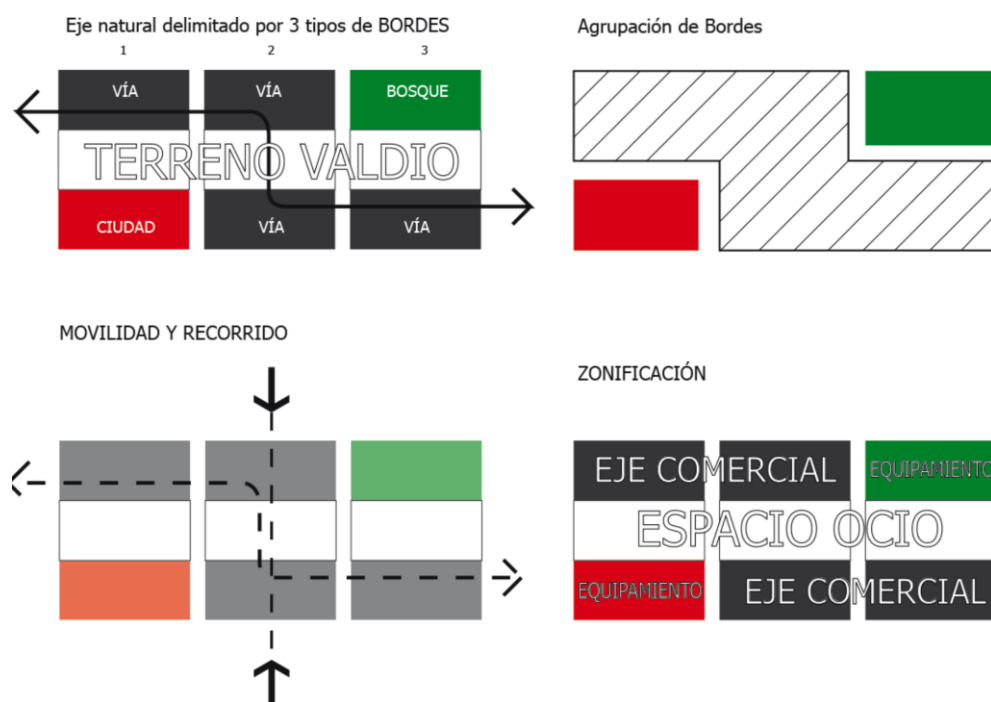 Eje natural delimitado por 3 tipos de BORDES
1 2 3
VÍA VÍA BOSQUE
TERRENO VALDIO
CIUDAD VÍA VÍA
Agrupación de Bordes
MOVILIDAD Y RECORRIDO
ZONIFICACIÓN
EJE COMERCIAL EQUIPAMIENTO
ESPACIO OCIO
EQUIPAMIENTO EJE COMERCIAL